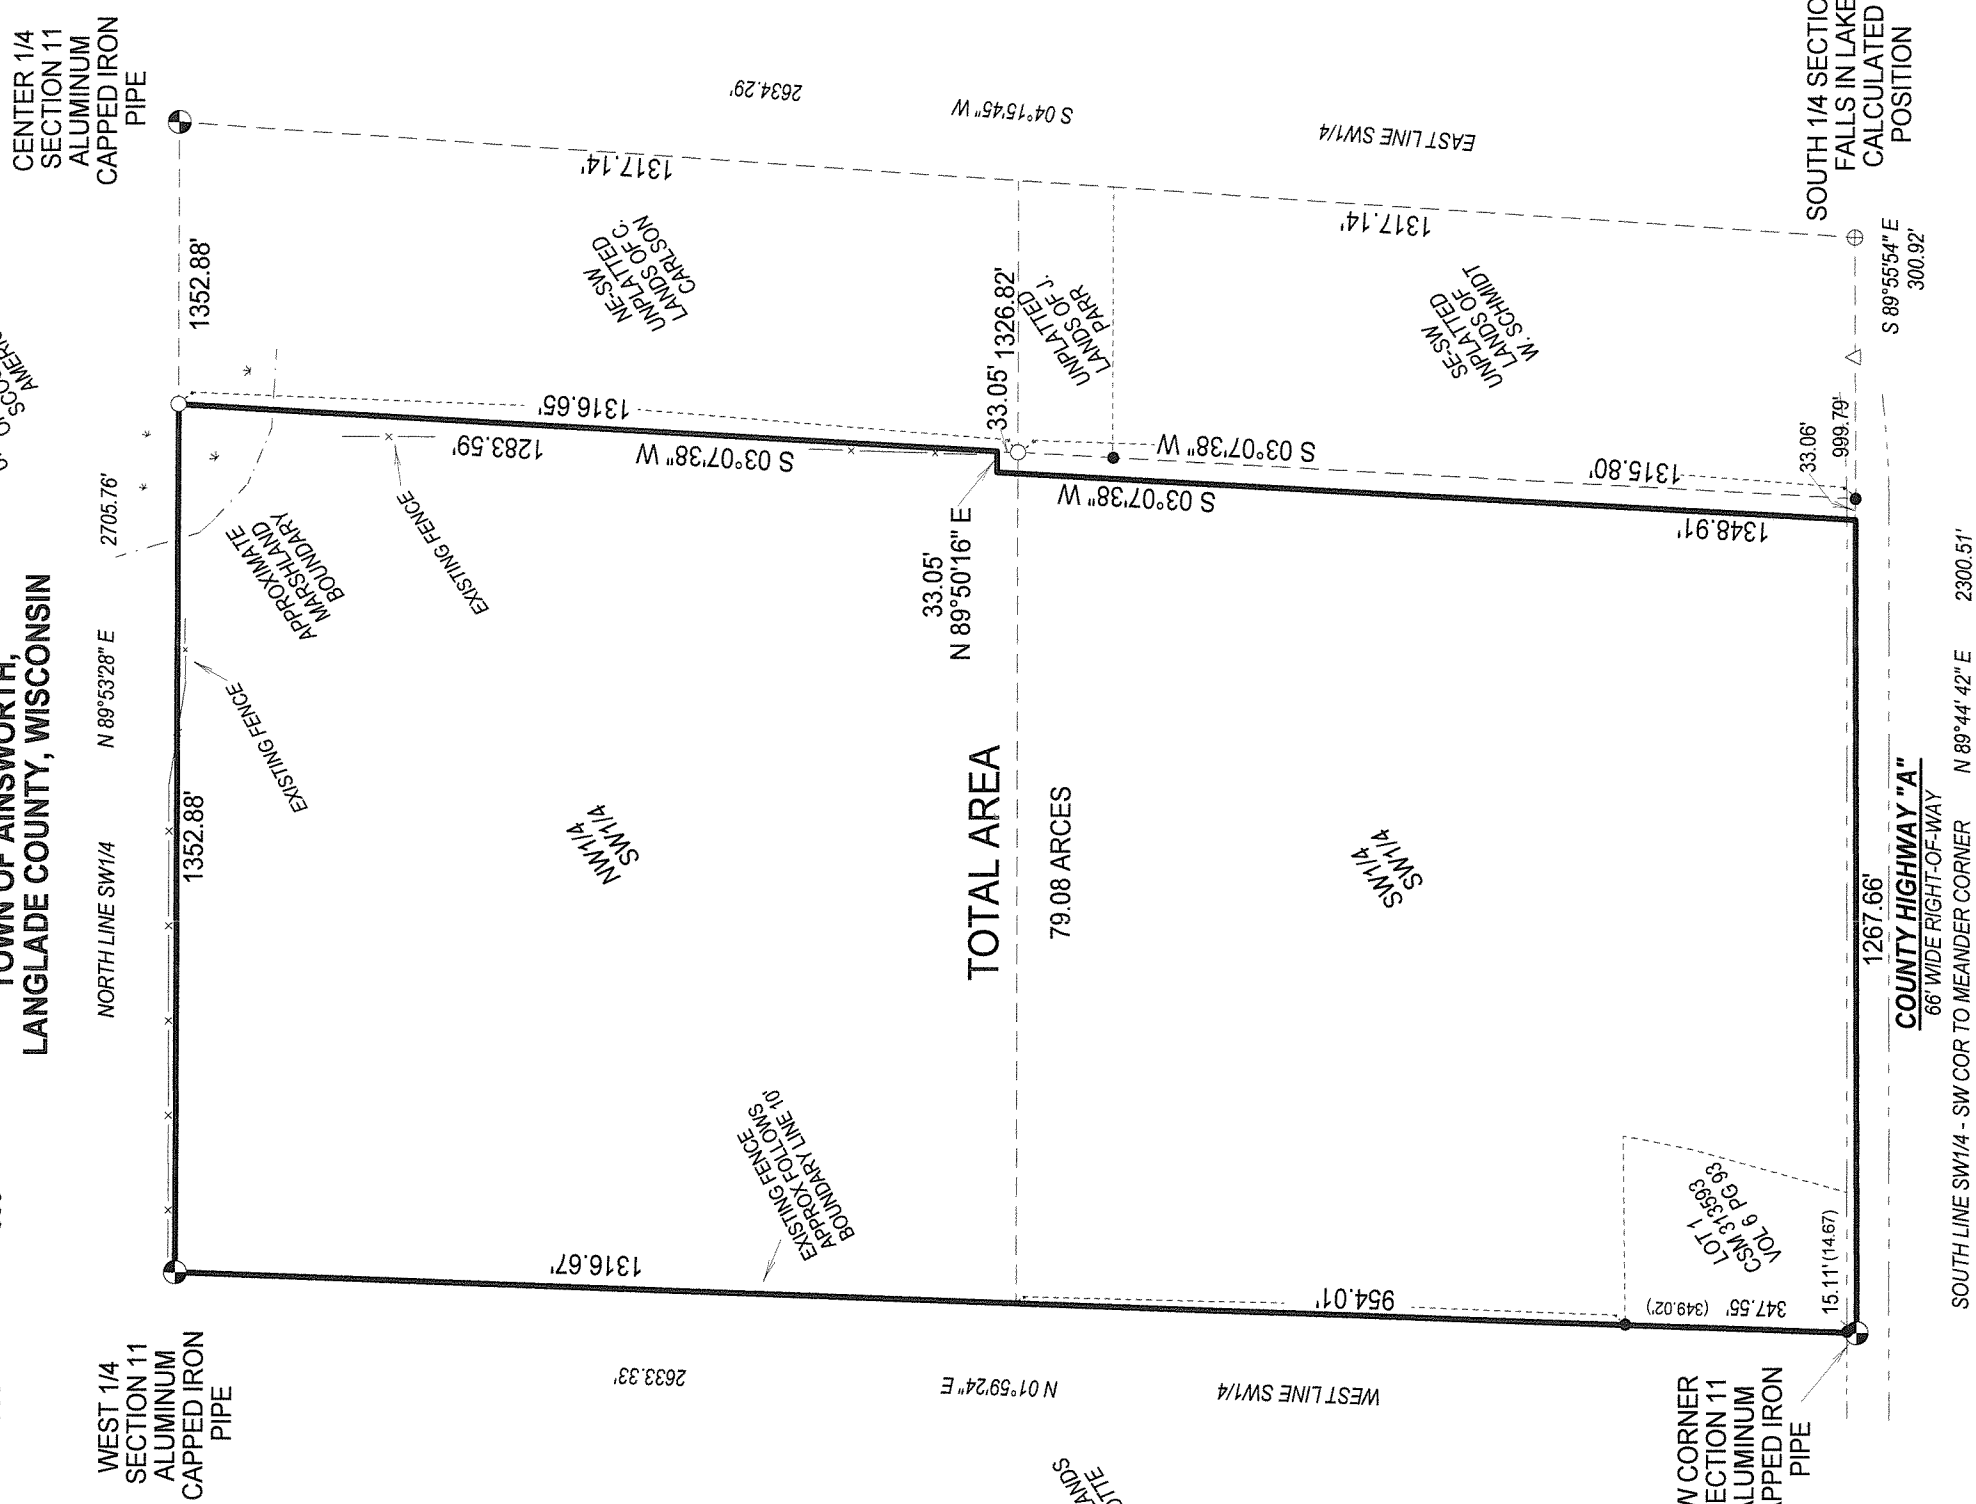 TOWN OF AINSWORTH,
LANGLADE COUNTY, WISCONSIN
CENTER 1/4
SECTION 11
ALUMINUM
CAPPED IRON
PIPE
WEST 1/4
SECTION 11
ALUMINUM
CAPPED IRON
PIPE
NORTH LINE SW1/4
N 89°53'28" E
2705.76'
1352.88'
1352.88'
EXISTING FENCE
APPROXIMATE
MARSHLAND
BOUNDARY
EXISTING FENCE
1316.65'
1283.59'
S 03°07'38" W
NE-SW
UNPLATTED
LANDS OF C.
CARLSON
1317.14'
2634.29'
S 04°15'45" W
EAST LINE SW1/4
NW1/4
SW1/4
33.05'
1326.82'
33.05'
N 89°50'16" E
UNPLATTED
LANDS OF J.
PARR
TOTAL AREA
79.08 ARCES
S 03°07'38" W
S 03°07'38" W
1315.80'
1348.91'
1317.14'
SE-SW
UNPLATTED
LANDS OF
W. SCHMIDT
SW1/4
SW1/4
EXISTING FENCE
APPROX FOLLOWS
BOUNDARY LINE 10'
1316.67'
954.01'
2633.33'
N 01°59'24" E
WEST LINE SW1/4
LOT 1
CSM 313593
VOL 6 PG 93
347.55' (349.02')
15.11' (14.67)
33.06'
999.79'
SOUTH 1/4
FALLS IN LAKE
CALCULATED
POSITION
S 89°55'54" E
300.92'
CORNER
11
PIPE
IRON
1267.66'
COUNTY HIGHWAY "A"
66' WIDE RIGHT-OF-WAY
SOUTH LINE SW1/4 - SW COR TO MEANDER CORNER
N 89°44' 42" E
2300.51'